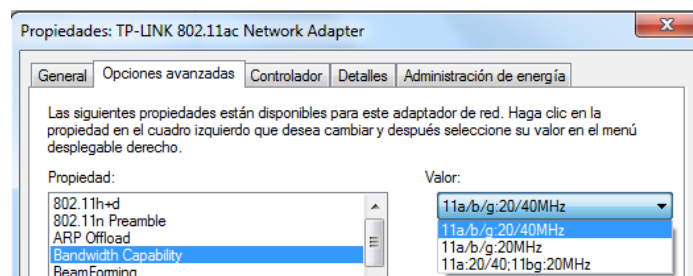 Propiedades: TP-LINK 802.11ac Network Adapter
General Opciones avanzadas Controlador Detalles Administración de energía
Las siguientes propiedades están disponibles para este adaptador de red. Haga clic en la
propiedad en el cuadro izquierdo que desea cambiar y después seleccione su valor en el menú
desplegable derecho.
Propiedad:
802.11h+d
802.11n Preamble
ARP Offload
Bandwidth Capability
BeamForming
Valor:
11a/b/g:20/40MHz
11a/b/g:20/40MHz
11a/b/g:20MHz
11a:20/40;11bg:20MHz